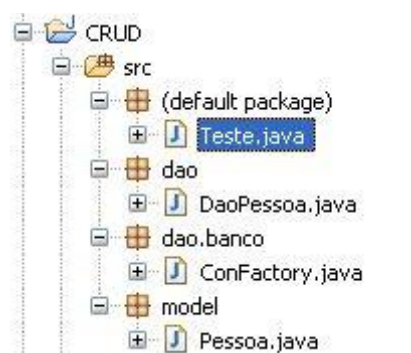 CRUD
src
(default package)
Teste.java
dao
DaoPessoa.java
dao.banco
ConFactory.java
model
Pessoa.java